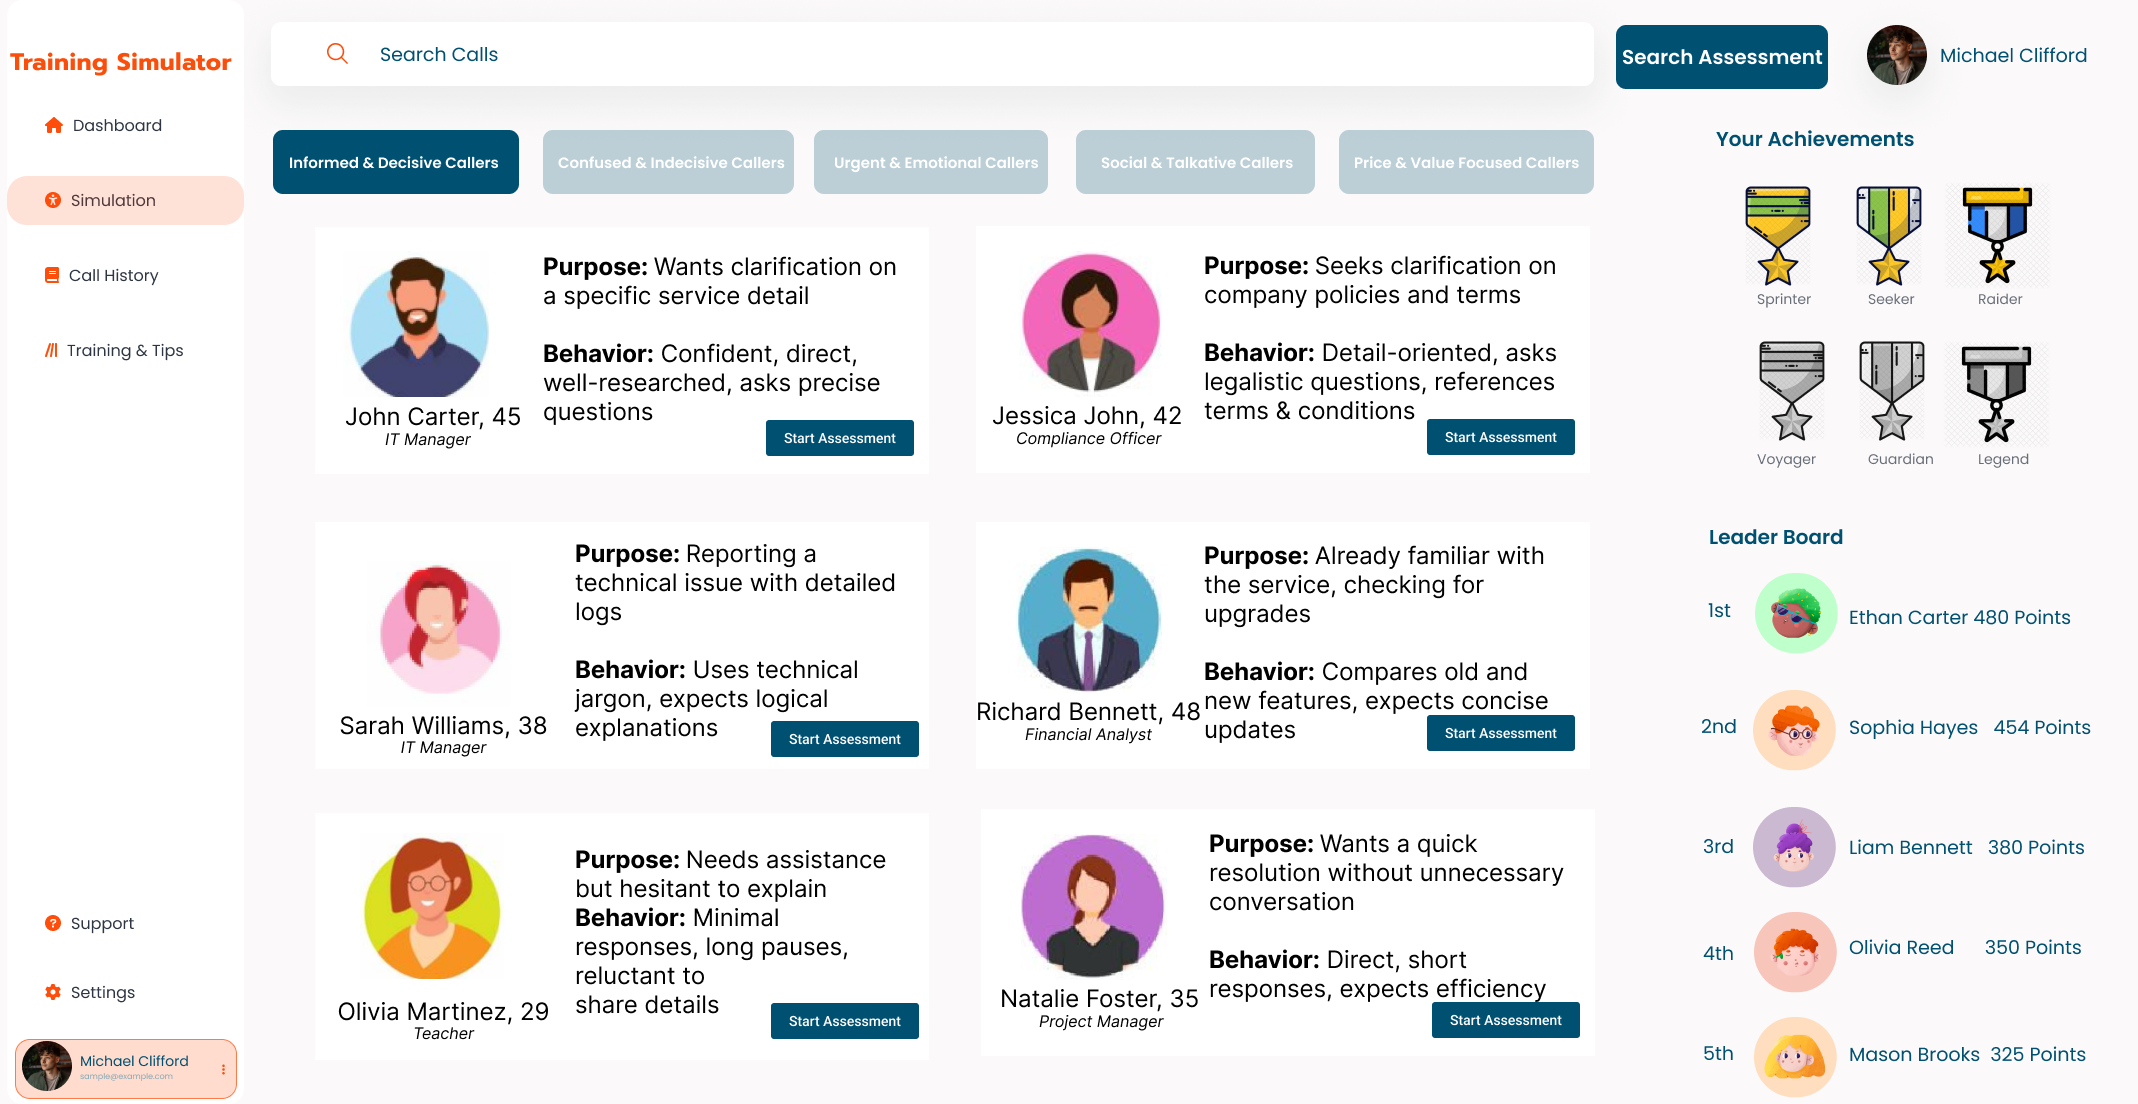 Training Simulator
Dashboard
Simulation
Call History
Training & Tips
Support
Settings
Michael Clifford
sample@example.com
Search Calls
Search Assessment
Michael Clifford
Informed & Decisive Callers
Confused & Indecisive Callers
Urgent & Emotional Callers
Social & Talkative Callers
Price & Value Focused Callers
John Carter, 45
IT Manager
Purpose: Wants clarification on
a specific service detail
Behavior: Confident, direct,
well-researched, asks precise
questions
Start Assessment
Jessica John, 42
Compliance Officer
Purpose: Seeks clarification on
company policies and terms
Behavior: Detail-oriented, asks
legalistic questions, references
terms & conditions
Start Assessment
Sarah Williams, 38
IT Manager
Purpose: Reporting a
technical issue with detailed
logs
Behavior: Uses technical
jargon, expects logical
explanations
Start Assessment
Richard Bennett, 48
Financial Analyst
Purpose: Already familiar with
the service, checking for
upgrades
Behavior: Compares old and
new features, expects concise
updates
Start Assessment
Olivia Martinez, 29
Teacher
Purpose: Needs assistance
but hesitant to explain
Behavior: Minimal
responses, long pauses,
reluctant to
share details
Start Assessment
Natalie Foster, 35
Project Manager
Purpose: Wants a quick
resolution without unnecessary
conversation
Behavior: Direct, short
responses, expects efficiency
Start Assessment
Your Achievements
Sprinter
Seeker
Raider
Voyager
Guardian
Legend
Leader Board
1st Ethan Carter 480 Points
2nd Sophia Hayes 454 Points
3rd Liam Bennett 380 Points
4th Olivia Reed 350 Points
5th Mason Brooks 325 Points